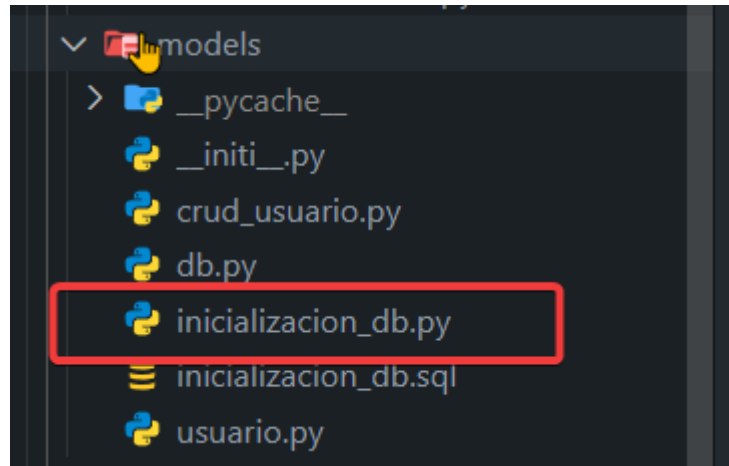 models
__pycache__
__initi__.py
crud_usuario.py
db.py
inicializacion_db.py
inicializacion_db.sql
usuario.py